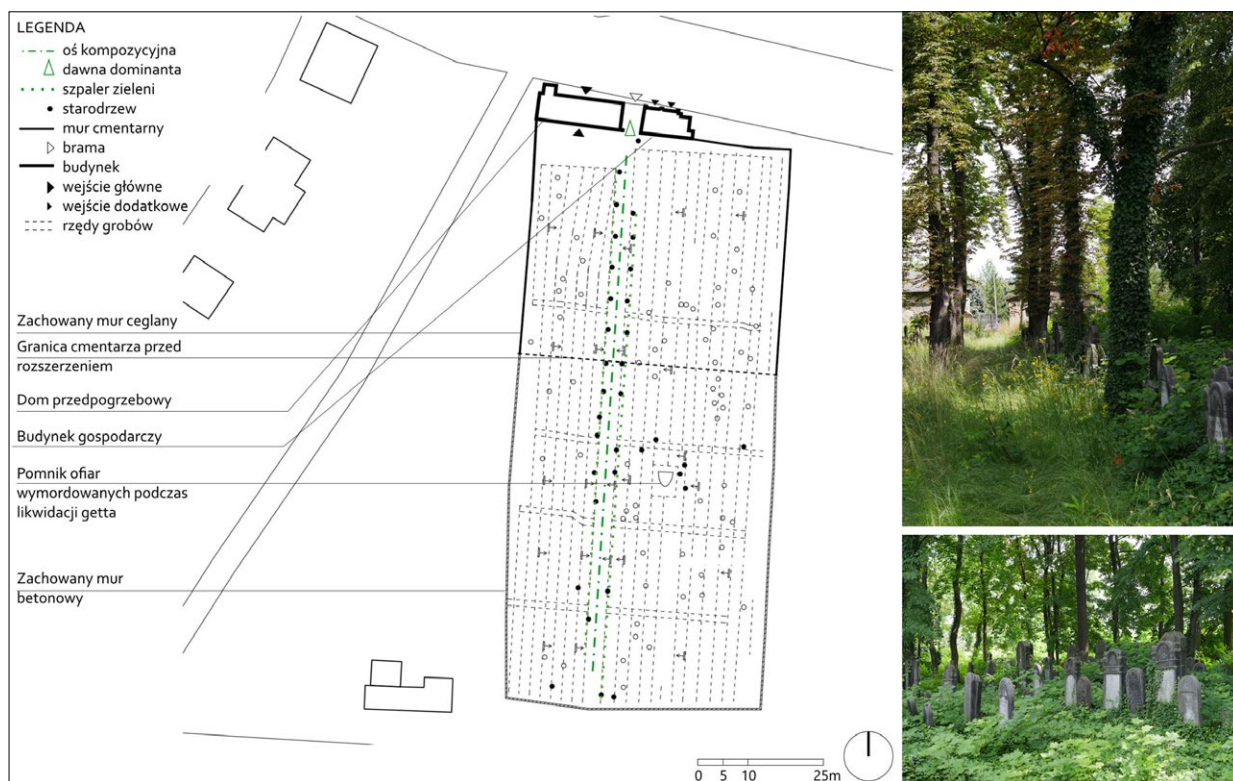 LEGENDA
oś kompozycyjna
dawna dominanta
szpaler zieleni
starodrzew
mur cmentarny
brama
budynek
wejście główne
wejście dodatkowe
rzędy grobów
Zachowany mur ceglany
Granica cmentarza przed
rozszerzeniem
Dom przedpogrzebowy
Budynek gospodarczy
Pomnik ofiar
wymordowanych podczas
likwidacji getta
Zachowany mur
betonowy
0 5 10 25m